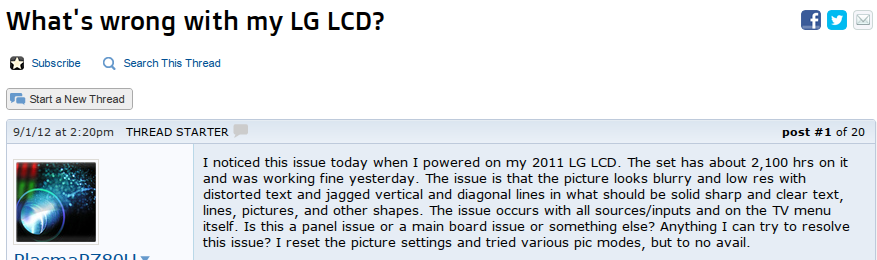 What's wrong with my LG LCD?
Subscribe Search This Thread
Start a New Thread
9/1/12 at 2:20pm THREAD STARTER post #1 of 20
I noticed this issue today when I powered on my 2011 LG LCD. The set has about 2,100 hrs on it
and was working fine yesterday. The issue is that the picture looks blurry and low res with
distorted text and jagged vertical and diagonal lines in what should be solid sharp and clear text,
lines, pictures, and other shapes. The issue occurs with all sources/inputs and on the TV menu
itself. Is this a panel issue or a main board issue or something else? Anything I can try to resolve
this issue? I reset the picture settings and tried various pic modes, but to no avail.